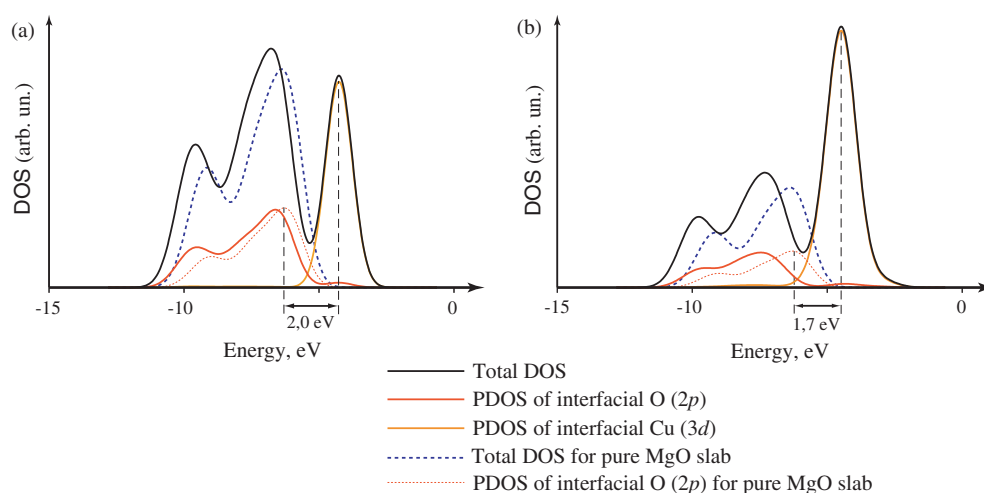 (a)
DOS (arb. un.)
-15
-10
0
2,0 eV
Energy, eV
(b)
DOS (arb. un.)
-15
-10
0
1,7 eV
Energy, eV
Total DOS
PDOS of interfacial O (2p)
PDOS of interfacial Cu (3d)
Total DOS for pure MgO slab
PDOS of interfacial O (2p) for pure MgO slab